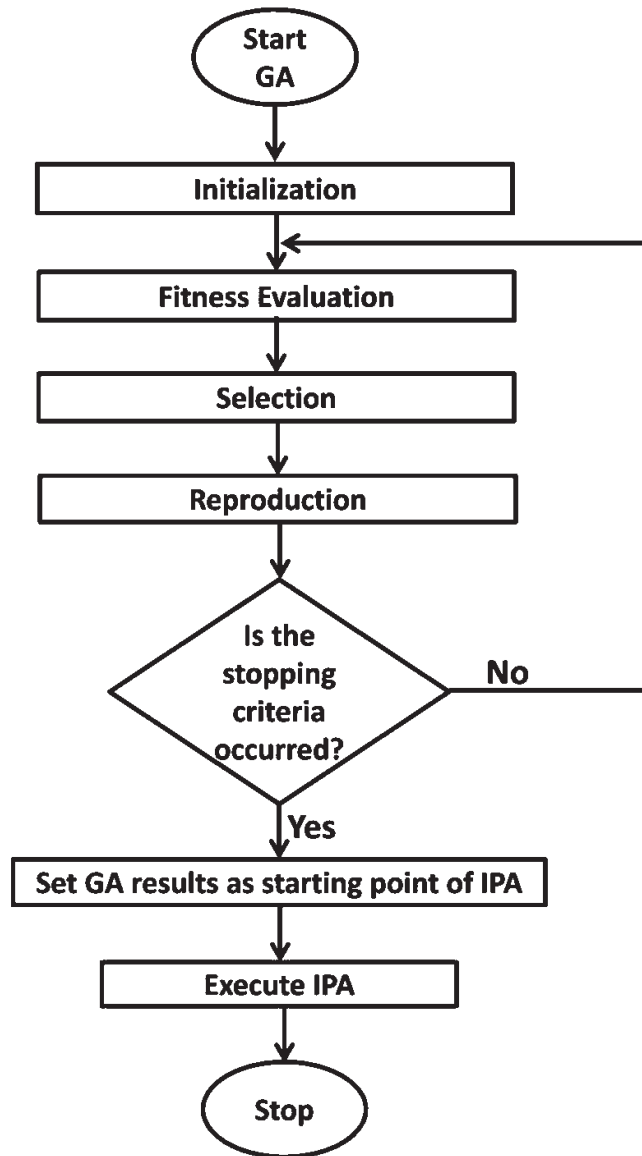 Start
GA
Initialization
Fitness Evaluation
Selection
Reproduction
Is the
stopping
criteria
occurred?
No
Yes
Set GA results as starting point of IPA
Execute IPA
Stop